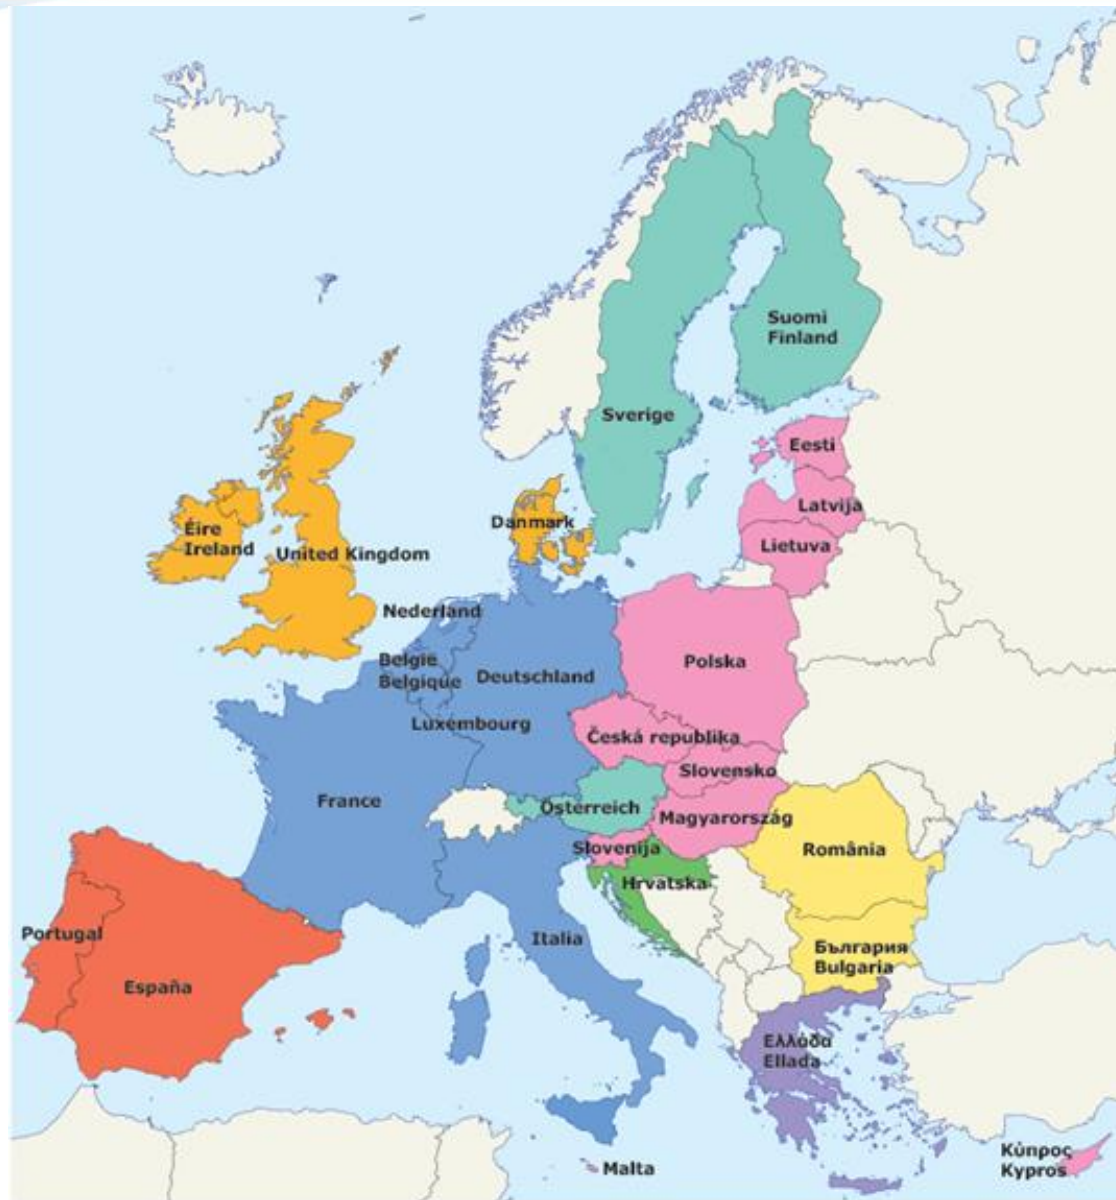 Suomi
Finland
Sverige
Eesti
Latvija
Lietuva
Danmark
Éire
Ireland
United Kingdom
Nederland
België
Belgique
Deutschland
Luxembourg
Polska
Česká republika
Slovensko
France
Österreich
Magyarország
Slovenija
România
Hrvatska
Portugal
España
Italia
България
Bulgaria
Ελλάδα
Ellada
Malta
Κύπρος
Kypros